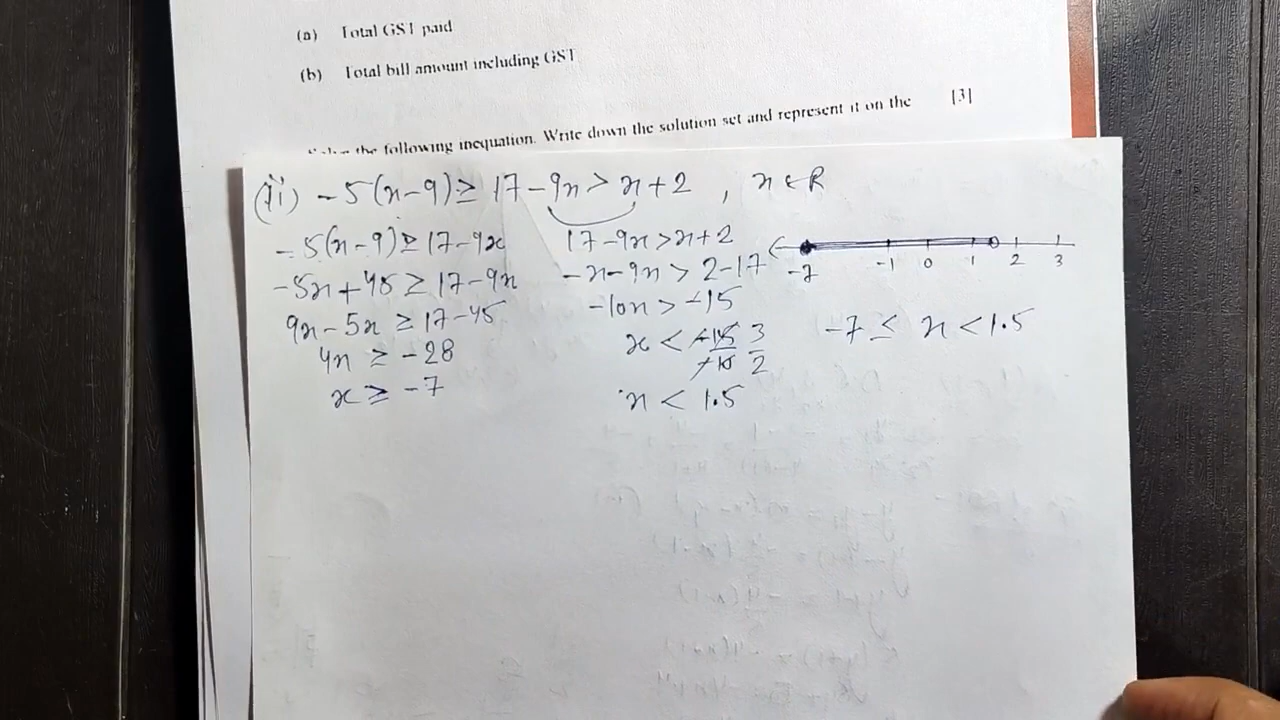 (a) Total GST paid
(b) Total bill amount including GST
the following inequation. Write down the solution set and represent it on the [3]
(ii) -5(x-9) ≥ 17-9x > x+2 , x ∈ R
-5(x-9) ≥ 17-9x
-5x+45 ≥ 17-9x
9x-5x ≥ 17-45
4x ≥ -28
x ≥ -7
17-9x > x+2
-x-9x > 2-17
-10x > -15
x < -15/-10 3/2
x < 1.5
-7 -1 0 1 2 3
-7 ≤ x < 1.5